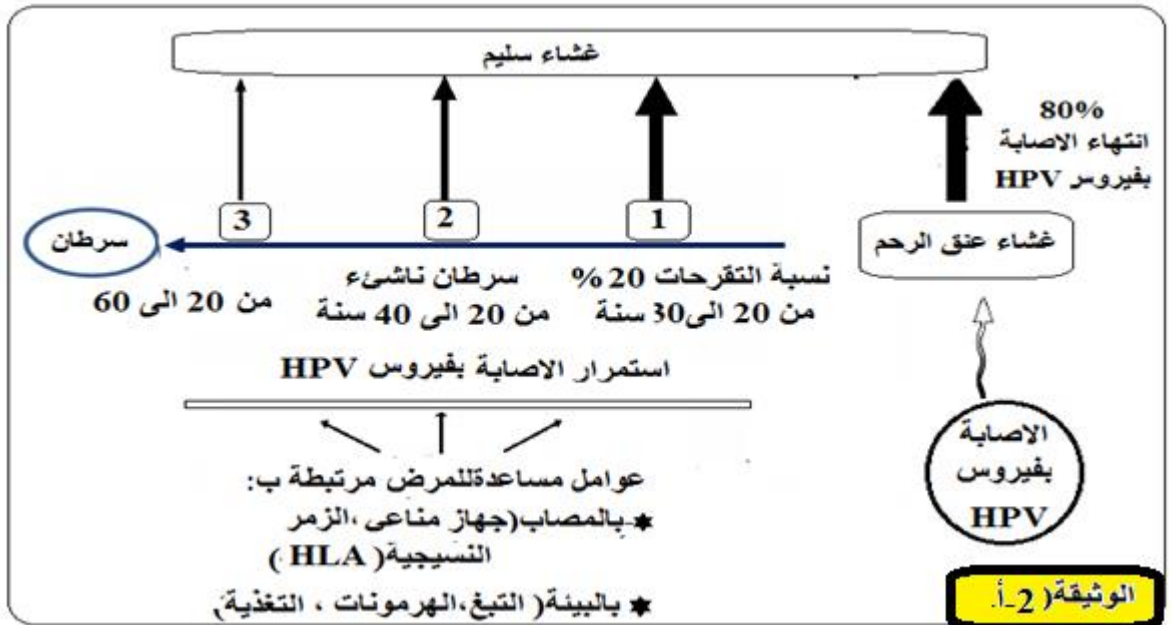 غشاء سليم
80%
انتهاء الاصابة
بفيروس HPV
غشاء عنق الرحم
1
2
3
سرطان
نسبة التقرحات 20%
من 20 الى30 سنة
سرطان ناشئء
من 20 الى 40 سنة
من 20 الى 60
استمرار الاصابة بفيروس HPV
عوامل مساعدةللمرض مرتبطة ب:
★-بالمصاب(جهاز مناعي ،الزمر
النسيجية( HLA )
★ بالبيئة( التبغ،الهرمونات ، التغذية)
الاصابة
بفيروس
HPV
الوثيقة( 2-أ.